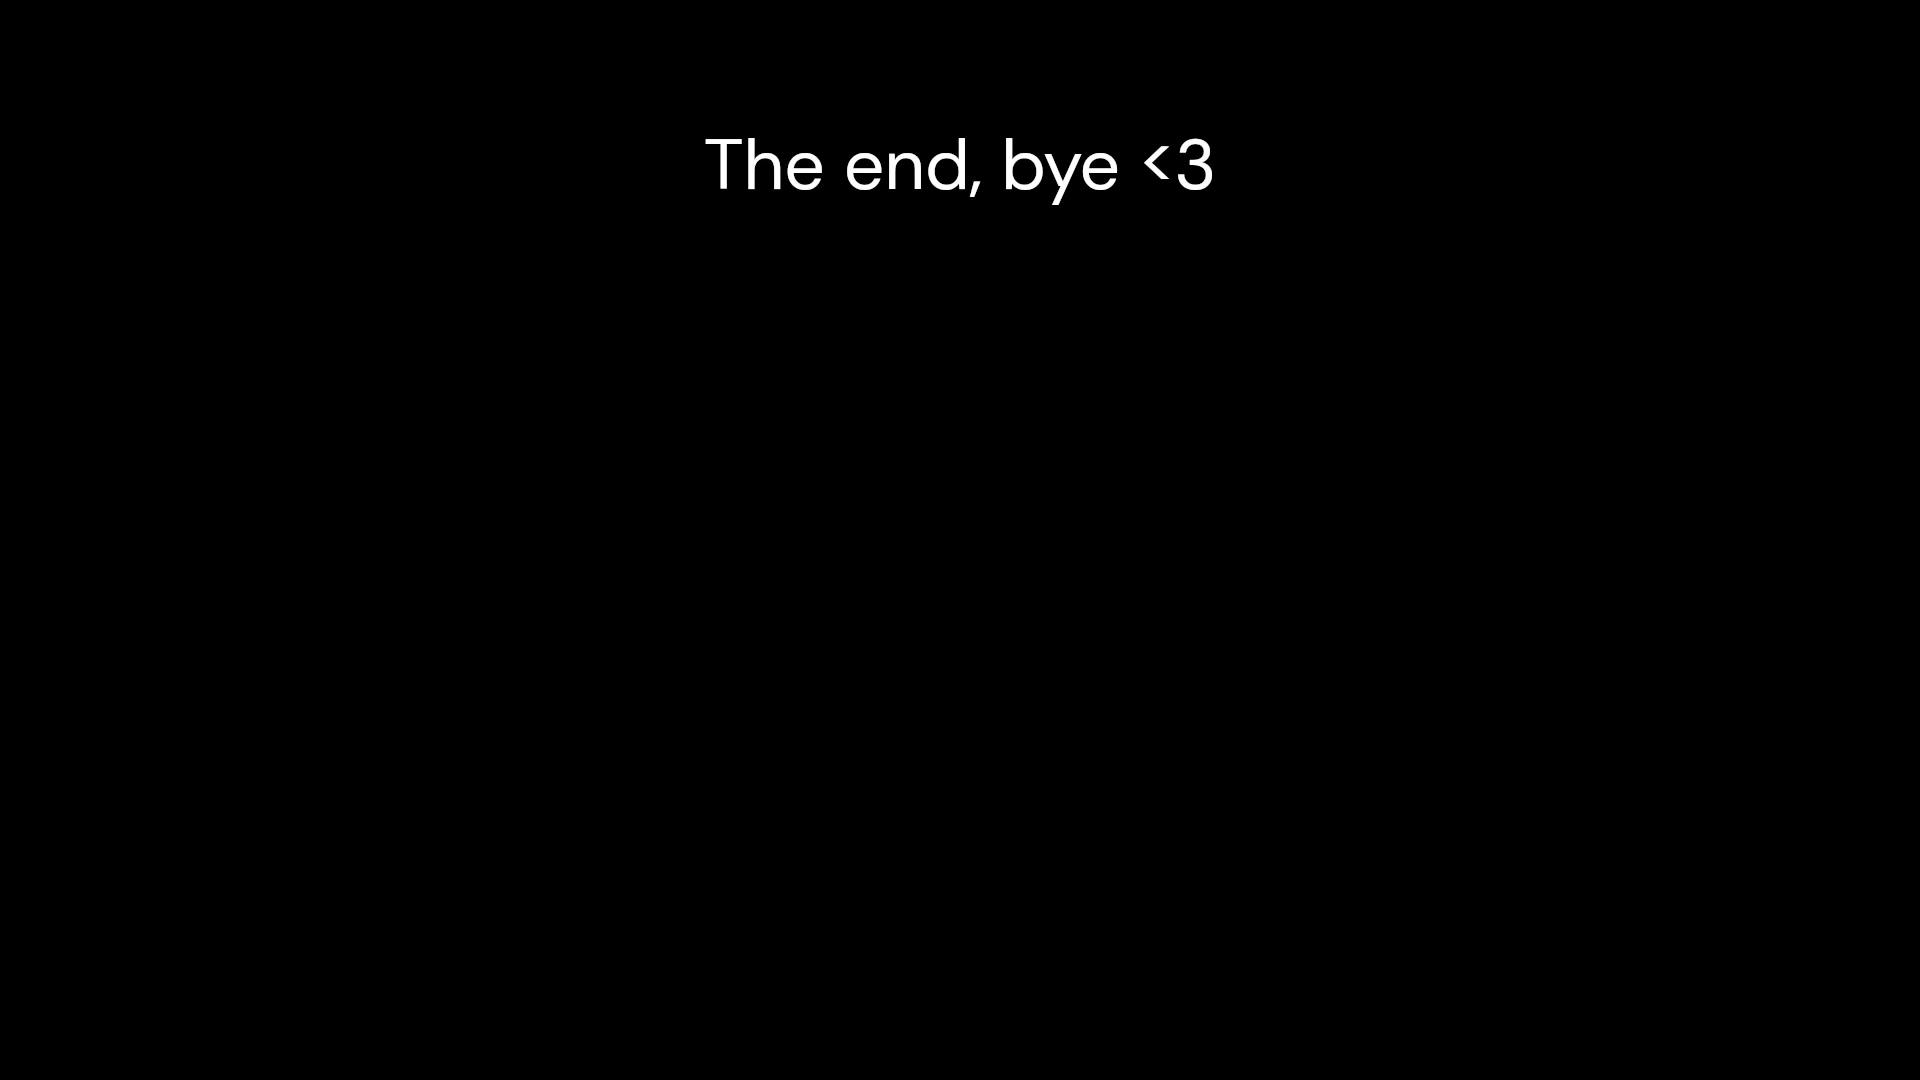 The end, bye <3